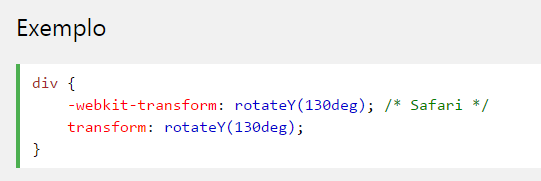 Exemplo
div {
    -webkit-transform: rotateY(130deg); /* Safari */
    transform: rotateY(130deg);
}